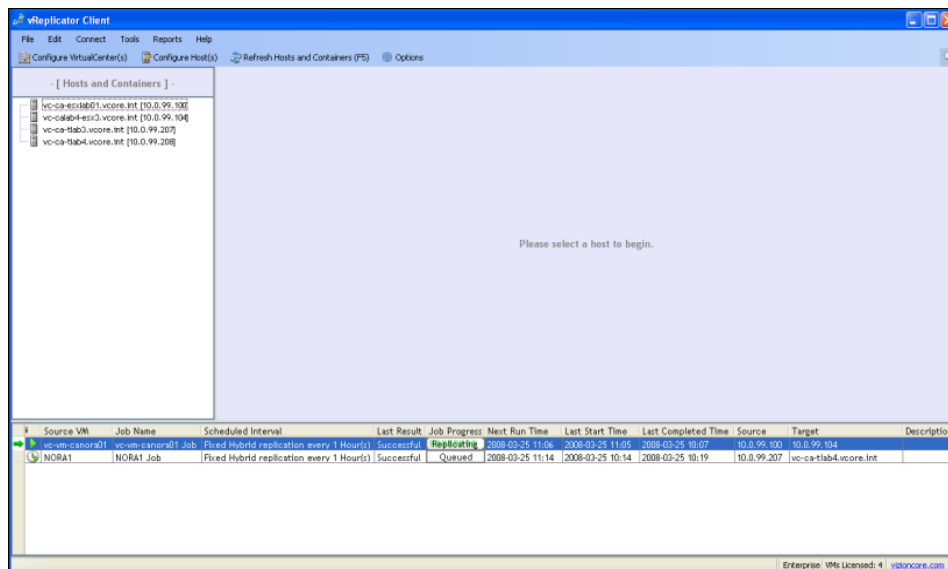 vReplicator Client
File Edit Connect Tools Reports Help
Configure VirtualCenter(s) Configure Host(s) Refresh Hosts and Containers (F5) Options
- [ Hosts and Containers ] -
vc-ca-esxlab01.vcore.int [10.0.99.100]
vc-calab4-esx3.vcore.int [10.0.99.104]
vc-ca-tlab3.vcore.int [10.0.99.207]
vc-ca-tlab4.vcore.int [10.0.99.208]
Please select a host to begin.
Source VM Job Name Scheduled Interval Last Result Job Progress Next Run Time Last Start Time Last Completed Time Source Target Descriptio
vc-vm-canora01 vc-vm-canora01 Job Fixed Hybrid replication every 1 Hour(s) Successful Replicating 2008-03-25 11:06 2008-03-25 11:05 2008-03-25 10:07 10.0.99.100 10.0.99.104
NORA1 NORA1 Job Fixed Hybrid replication every 1 Hour(s) Successful Queued 2008-03-25 11:14 2008-03-25 10:14 2008-03-25 10:19 10.0.99.207 vc-ca-tlab4.vcore.int
Enterprise VMs Licensed: 4 vizioncore.com